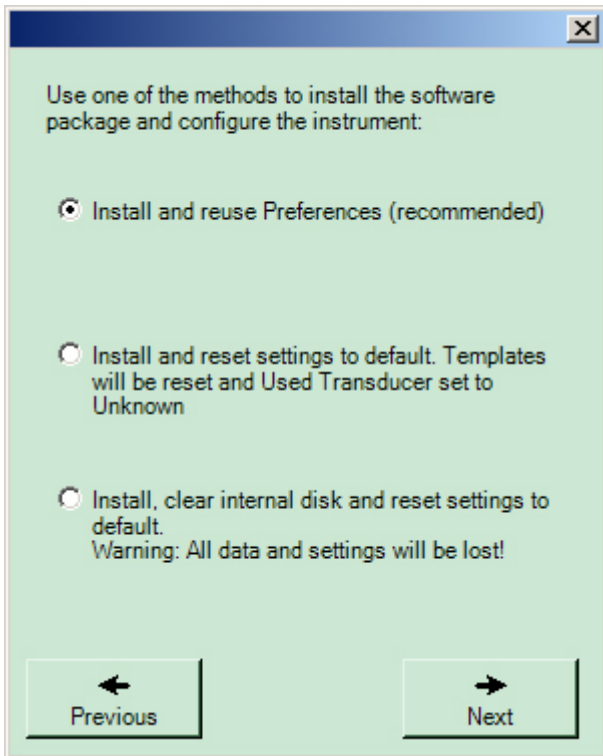 Use one of the methods to install the software
package and configure the instrument:
Install and reuse Preferences (recommended)
Install and reset settings to default. Templates
will be reset and Used Transducer set to
Unknown
Install, clear internal disk and reset settings to
default.
Warning: All data and settings will be lost!
Previous
Next